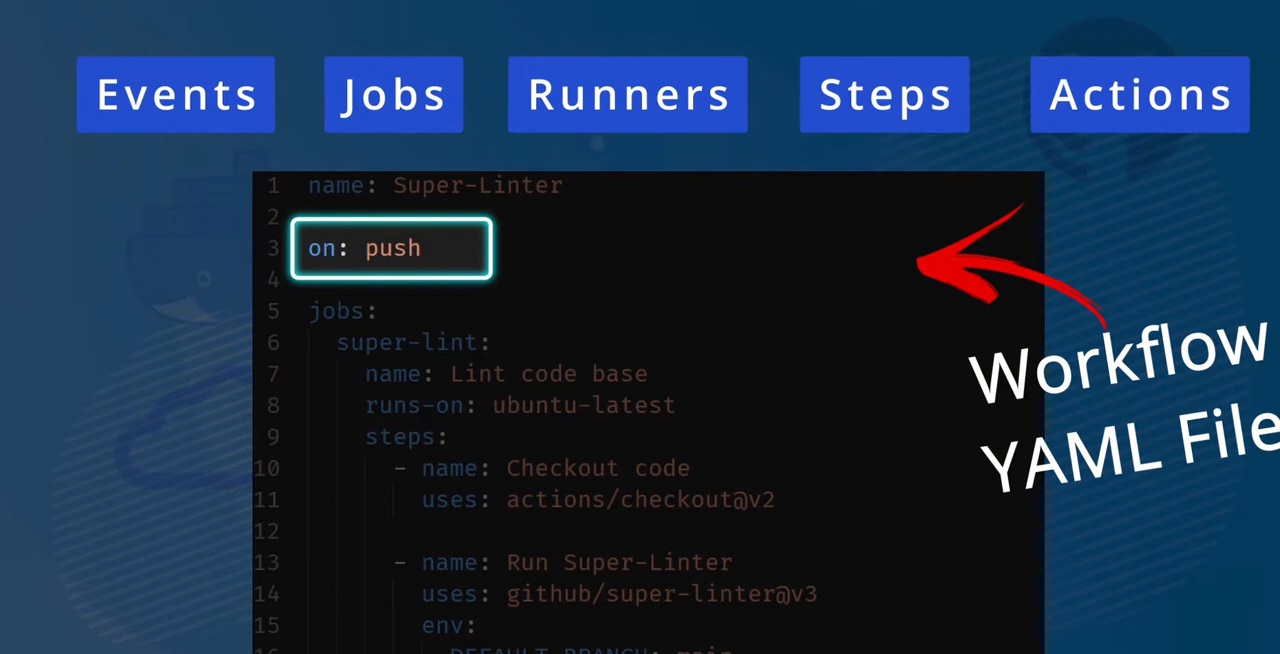 Events Jobs Runners Steps Actions
1 name: Super-Linter
2
3 on: push
4
5 jobs:
6 super-lint:
7 name: Lint code base
8 runs-on: ubuntu-latest
9 steps:
10 - name: Checkout code
11 uses: actions/checkout@v2
12
13 - name: Run Super-Linter
14 uses: github/super-linter@v3
15 env:
16 DEFAULT_BRANCH: main
Workflow
YAML File